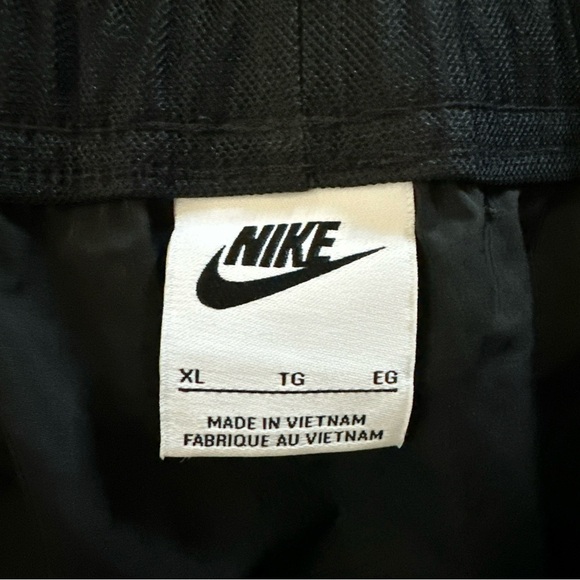 NIKE
XL TG EG
MADE IN VIETNAM
FABRIQUE AU VIETNAM